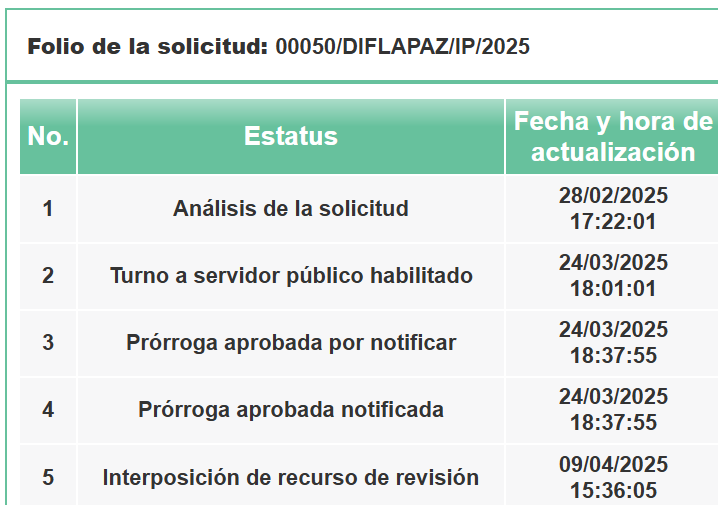 Folio de la solicitud: 00050/DIFLAPAZ/IP/2025
No. Estatus Fecha y hora de
actualización
1 Análisis de la solicitud 28/02/2025
17:22:01
2 Turno a servidor público habilitado 24/03/2025
18:01:01
3 Prórroga aprobada por notificar 24/03/2025
18:37:55
4 Prórroga aprobada notificada 24/03/2025
18:37:55
5 Interposición de recurso de revisión 09/04/2025
15:36:05